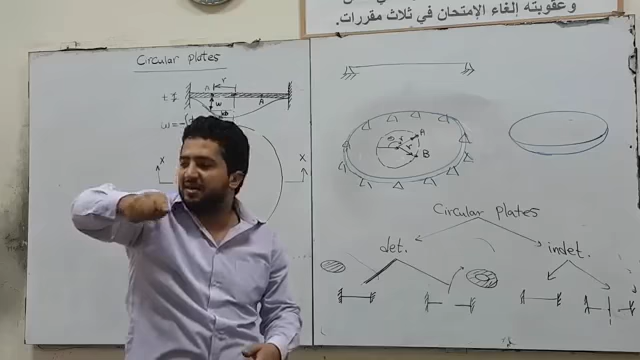 وعقوبته إلغاء الإمتحان في ثلاث مقررات.
Circular plates
r
A
A
w
x
x
A
B
r
Circular plates
det.
indet.